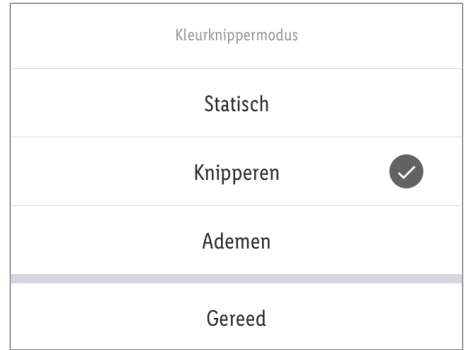 Kleurknippermodus
Statisch
Knipperen
Ademen
Gereed